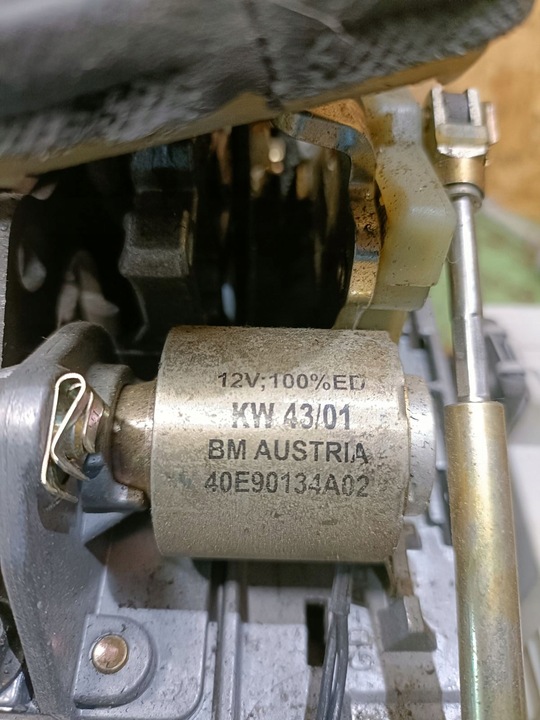 12V;100%ED
KW 43/01
BM AUSTRIA
40E90134A02